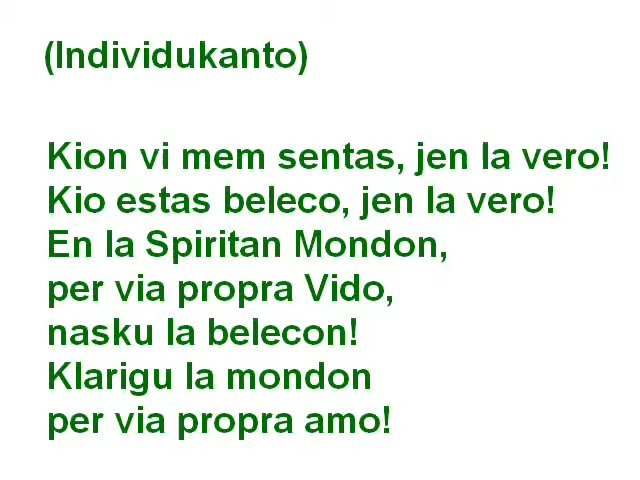 (Individukanto)
Kion vi mem sentas, jen la vero!
Kio estas beleco, jen la vero!
En la Spiritan Mondon,
per via propra Vido,
nasku la belecon!
Klarigu la mondon
per via propra amo!